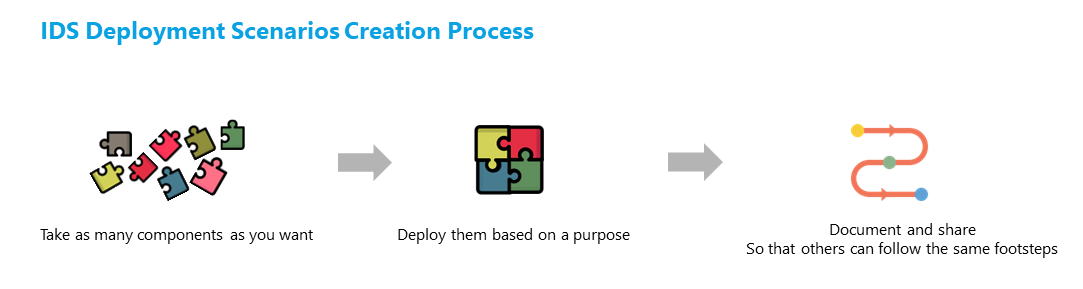 IDS Deployment Scenarios Creation Process
Take as many components as you want
Deploy them based on a purpose
Document and share
So that others can follow the same footsteps